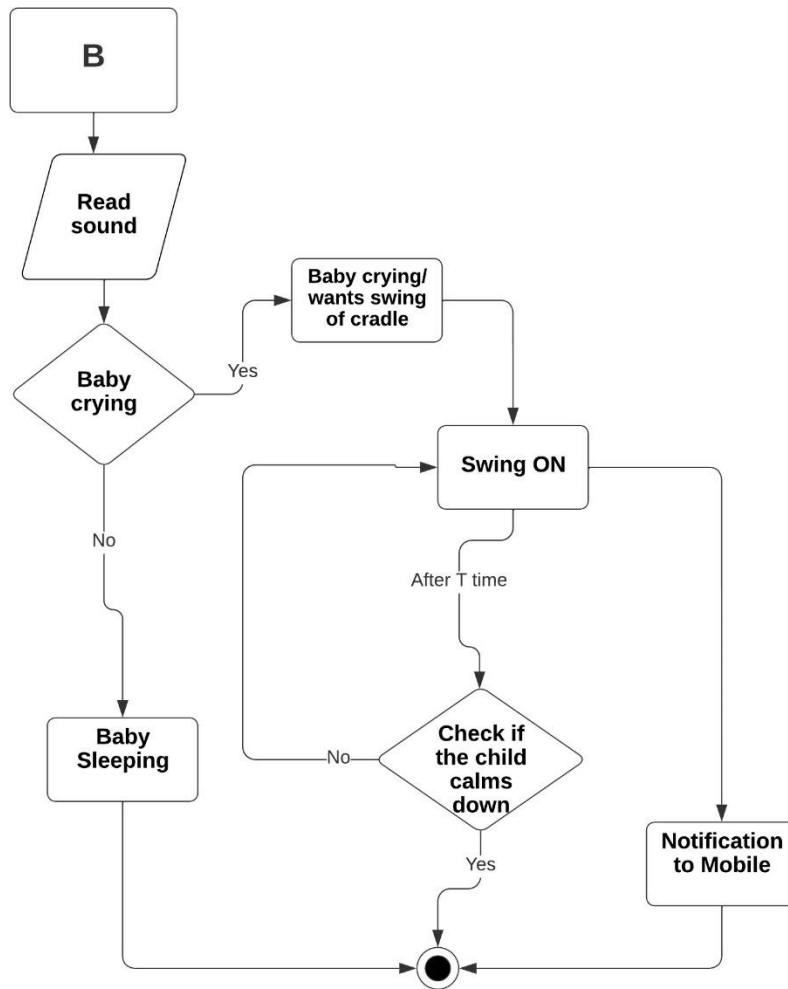 B
Read
sound
Baby crying/
wants swing
of cradle
Baby
crying
Yes
Swing ON
No
After T time
Baby
Sleeping
Check if
the child
calms
down
No
Notification
to Mobile
Yes